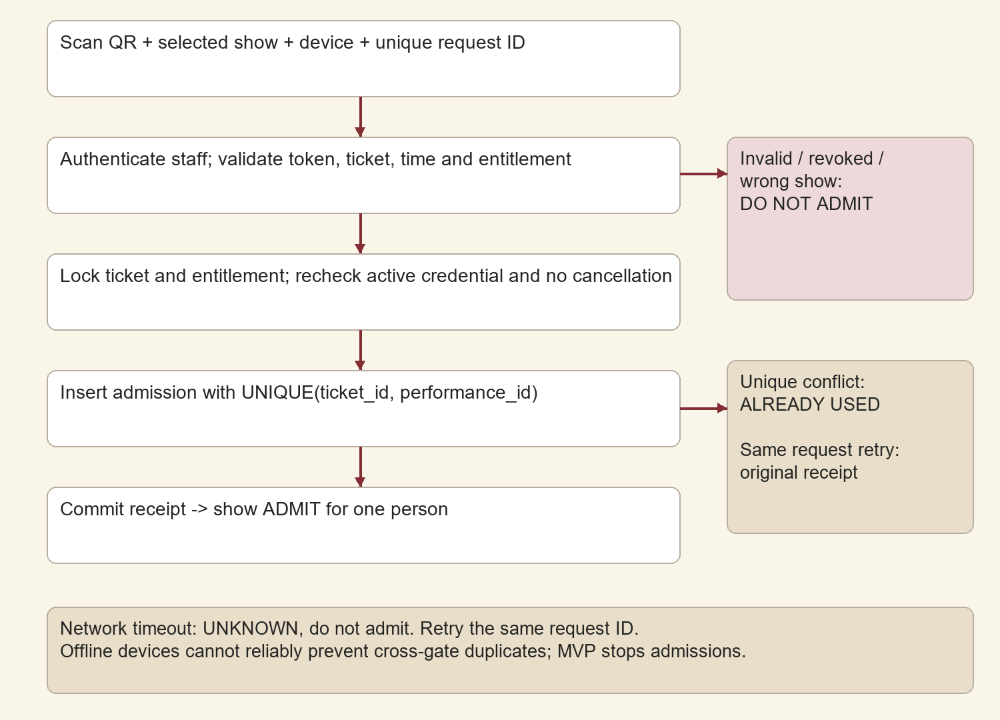 Scan QR + selected show + device + unique request ID
Authenticate staff; validate token, ticket, time and entitlement
Invalid / revoked /
wrong show:
DO NOT ADMIT
Lock ticket and entitlement; recheck active credential and no cancellation
Insert admission with UNIQUE(ticket_id, performance_id)
Unique conflict:
ALREADY USED
Same request retry:
original receipt
Commit receipt -> show ADMIT for one person
Network timeout: UNKNOWN, do not admit. Retry the same request ID.
Offline devices cannot reliably prevent cross-gate duplicates; MVP stops admissions.